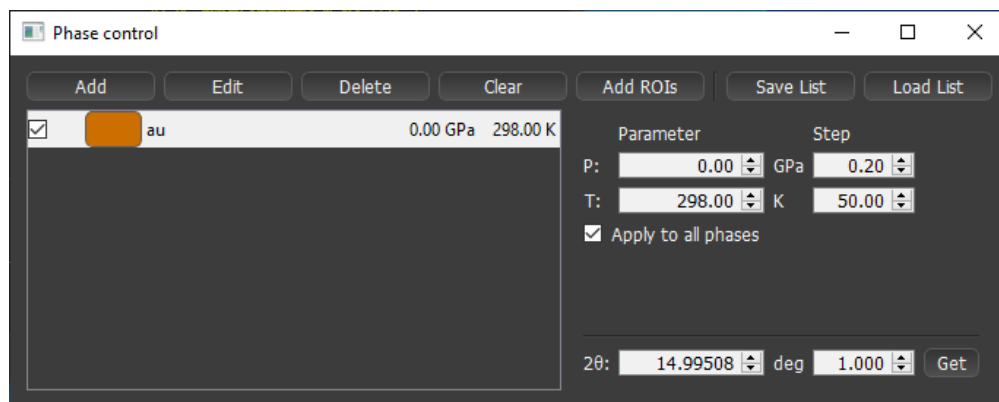 Phase control
Add Edit Delete Clear Add ROIs Save List Load List
au 0.00 GPa 298.00 K
Parameter Step
P: 0.00 GPa 0.20
T: 298.00 K 50.00
Apply to all phases
2θ: 14.99508 deg 1.000 Get